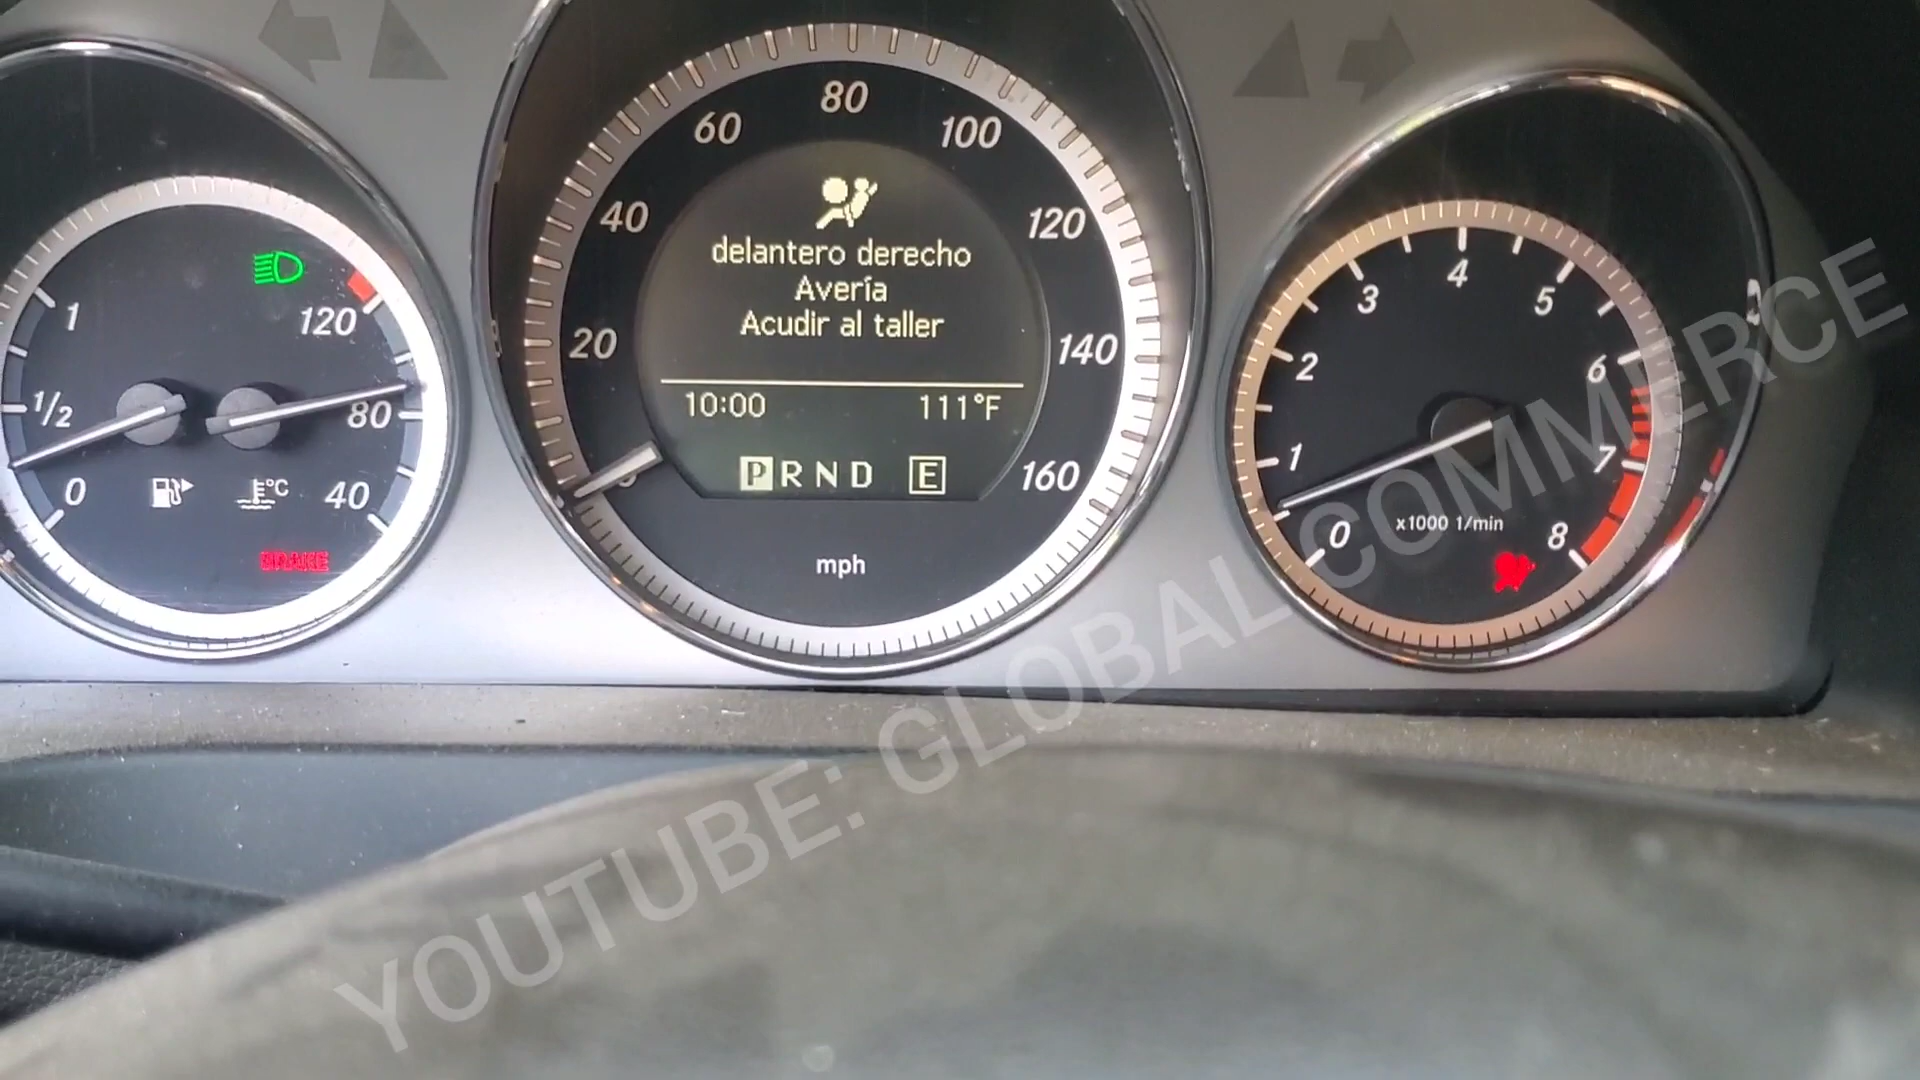 1
1/2
0
120
80
40
°C
BRAKE
0
20
40
60
80
100
120
140
160
delantero derecho
Avería
Acudir al taller
10:00 111°F
P R N D E
mph
0
1
2
3
4
5
6
7
8
x1000 1/min
YOUTUBE: GLOBAL COMMERCE